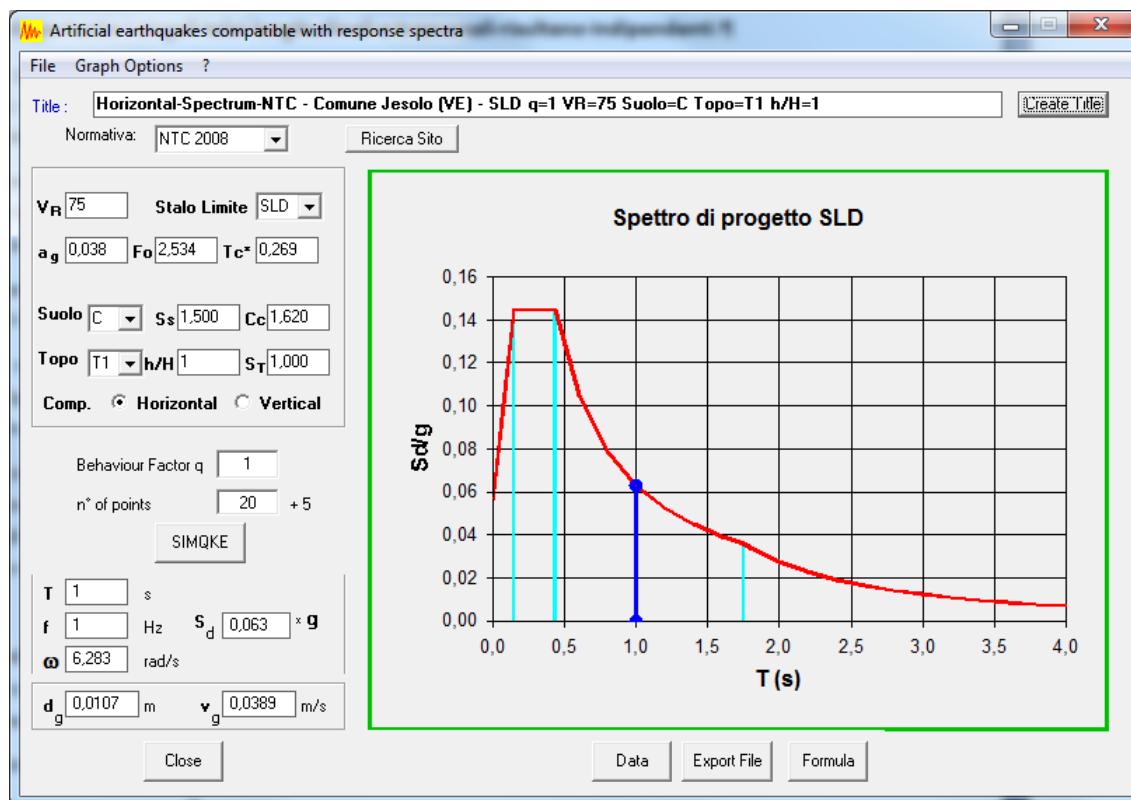 Artificial earthquakes compatible with response spectra
File Graph Options ?
Title : Horizontal-Spectrum-NTC - Comune Jesolo (VE) - SLD q=1 VR=75 Suolo=C Topo=T1 h/H=1 Create Title
Normativa: NTC 2008 Ricerca Sito
VR 75 Stalo Limite SLD
ag 0,038 Fo 2,534 Tc* 0,269
Suolo C Ss 1,500 Cc 1,620
Topo T1 h/H 1 ST 1,000
Comp. Horizontal Vertical
Behaviour Factor q 1
n° of points 20 + 5
SIMQKE
T 1 s
f 1 Hz Sd 0,063 × g
ω 6,283 rad/s
dg 0,0107 m vg 0,0389 m/s
Close
Spettro di progetto SLD
Sd/g
0,16
0,14
0,12
0,10
0,08
0,06
0,04
0,02
0,00
0,0 0,5 1,0 1,5 2,0 2,5 3,0 3,5 4,0
T (s)
Data Export File Formula